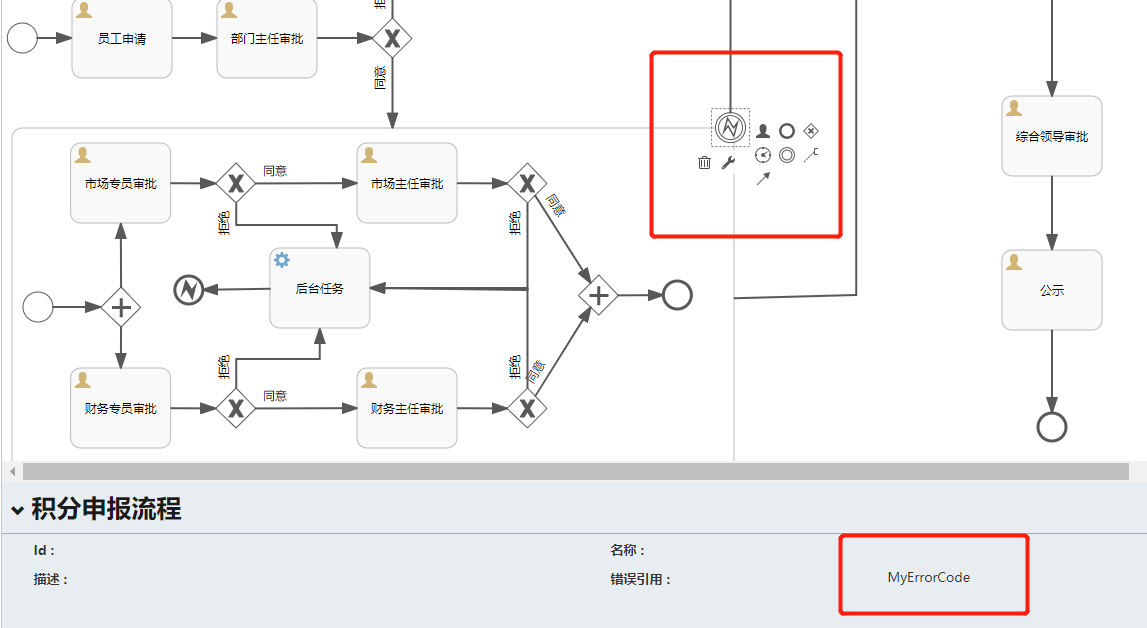 拒
员工申请
部门主任审批
同意
综合领导审批
市场专员审批
同意
市场主任审批
同意
拒绝
拒绝
后台任务
公示
拒绝
拒绝
同意
财务专员审批
同意
财务主任审批
积分申报流程
Id :
名称 :
描述 :
错误引用 :
MyErrorCode